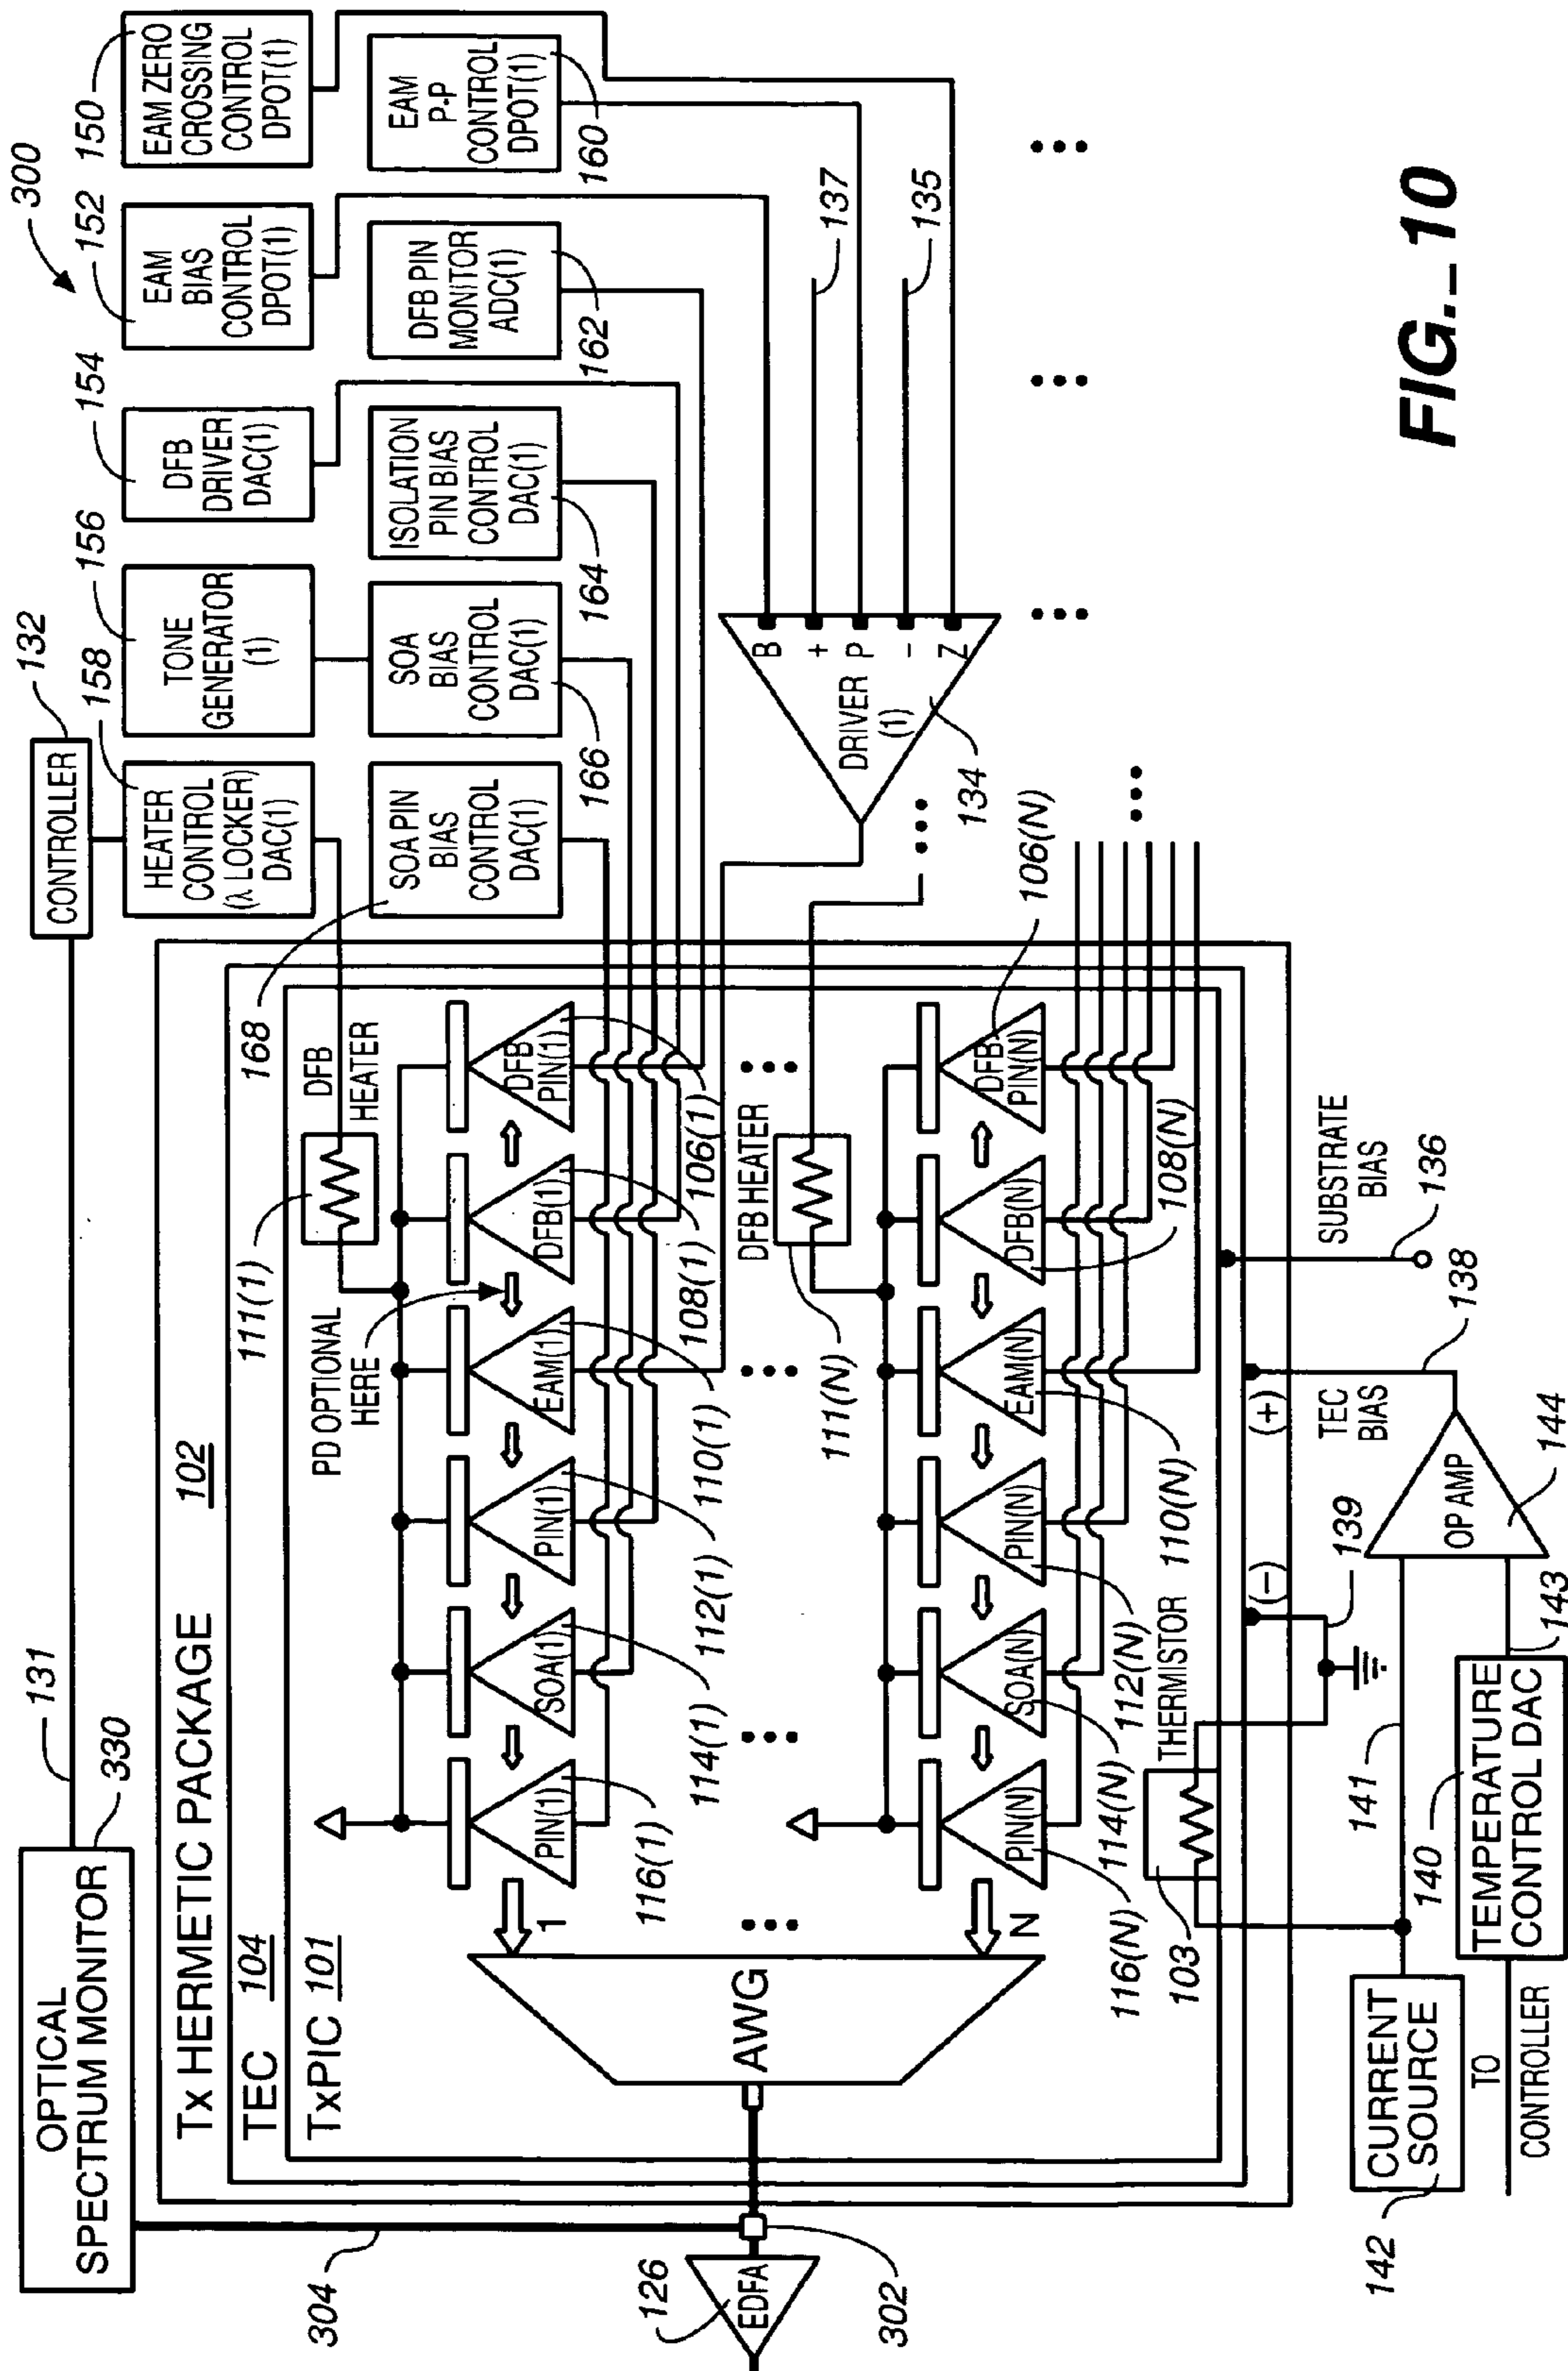 300
150
EAM ZERO
CROSSING
CONTROL
DPOT(1)
152
EAM
BIAS
CONTROL
DPOT(1)
154
DFB
DRIVER
DAC(1)
156
TONE
GENERATOR
(1)
158
HEATER
CONTROL
(λ LOCKER)
DAC(1)
132
CONTROLLER
131
330
OPTICAL
SPECTRUM MONITOR
EAM
P-P
CONTROL
DPOT(1)
160
DFB PIN
MONITOR
ADC(1)
162
ISOLATION
PIN BIAS
CONTROL
DAC(1)
164
SOA
BIAS
CONTROL
DAC(1)
166
SOA PIN
BIAS
CONTROL
DAC(1)
168
Tx HERMETIC PACKAGE 102
TEC 104
TxPIC 101
304
126
EDFA
302
AWG
1
N
111(1)
DFB
HEATER
PD OPTIONAL
HERE
PIN(1)
SOA(1)
PIN(1)
EAM(1)
DFB(1)
DFB
PIN(1)
116(1)
114(1)
112(1)
110(1)
108(1)
106(1)
DRIVER
(1)
B
+
P
-
Z
134
137
135
DFB HEATER
111(N)
PIN(N)
SOA(N)
PIN(N)
EAM(N)
DFB(N)
DFB
PIN(N)
116(N)
114(N)
112(N)
110(N)
108(N)
106(N)
103
THERMISTOR
(-)
(+)
139
TEC
BIAS
138
SUBSTRATE
BIAS
136
OP AMP
144
141
143
140
TEMPERATURE
CONTROL DAC
142
CURRENT
SOURCE
TO
CONTROLLER
FIG._10